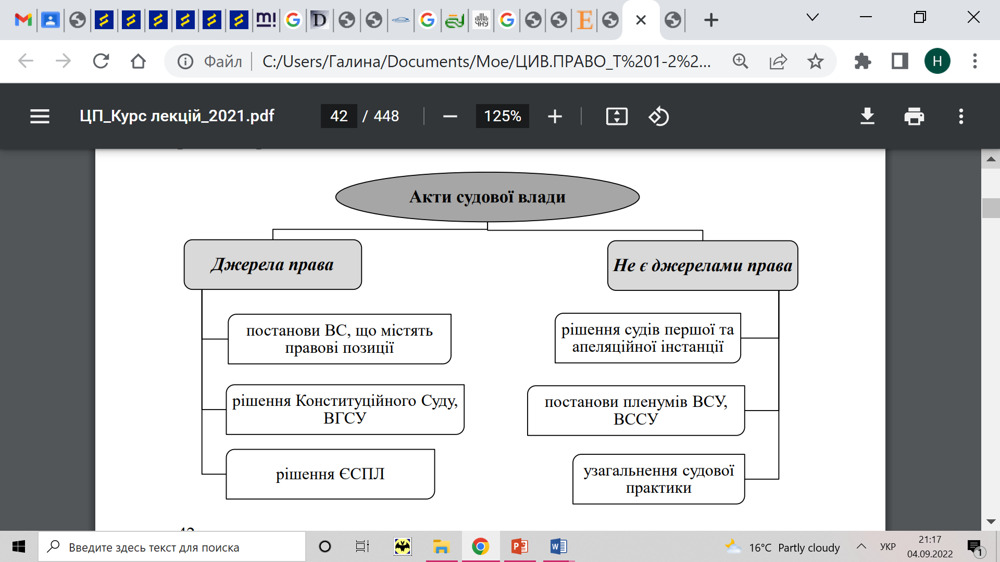 Файл
C:/Users/Галина/Documents/Мое/ЦИВ.ПРАВО_Т%201-2%2...
H
ЦП_Курс лекцій_2021.pdf
42 / 448
125%
Акти судової влади
Джерела права
Не є джерелами права
постанови ВС, що містять
правові позиції
рішення судів першої та
апеляційної інстанції
рішення Конституційного Суду,
ВГСУ
постанови пленумів ВСУ,
ВССУ
рішення ЄСПЛ
узагальнення судової
практики
Введите здесь текст для поиска
16°C Partly cloudy
УКР
21:17
04.09.2022
1